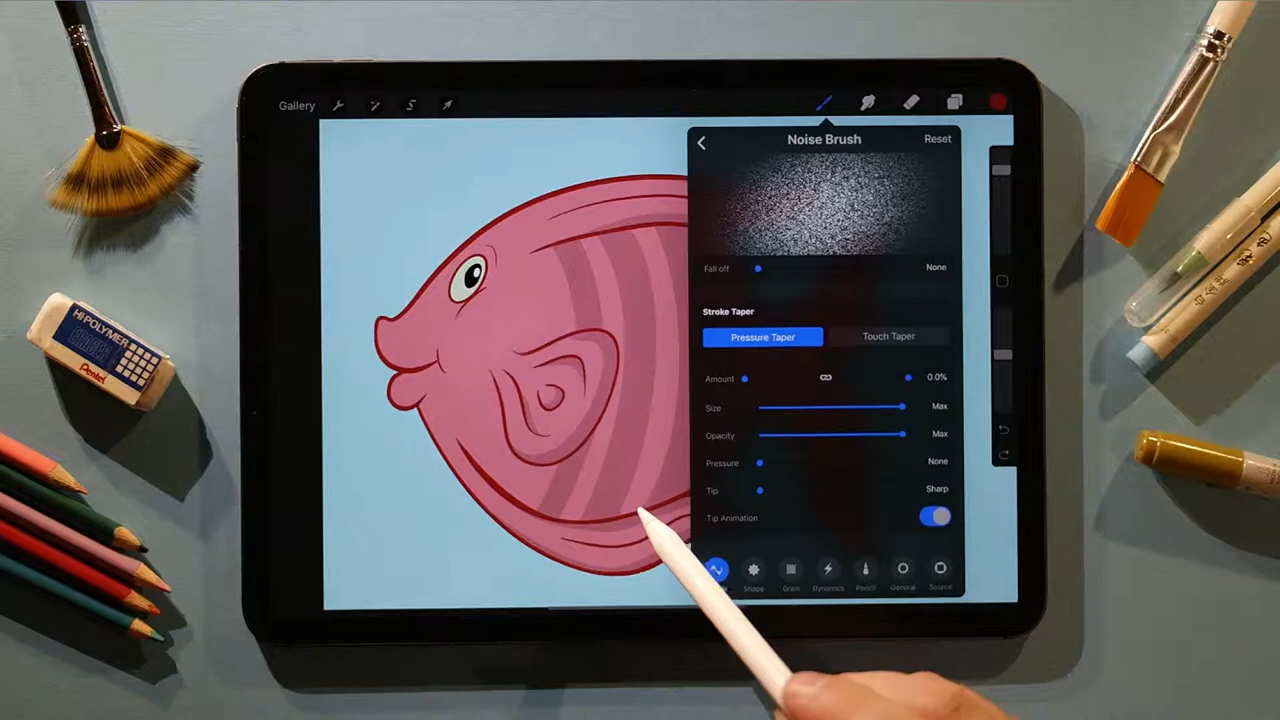 Gallery
Noise Brush
Reset
Fall off
None
Stroke Taper
Pressure Taper
Touch Taper
Amount
0.0%
Size
Max
Opacity
Max
Pressure
None
Tip
Sharp
Tip Animation
Shape
Grain
Dynamics
Pencil
General
Source
HI-POLYMER
Pentel